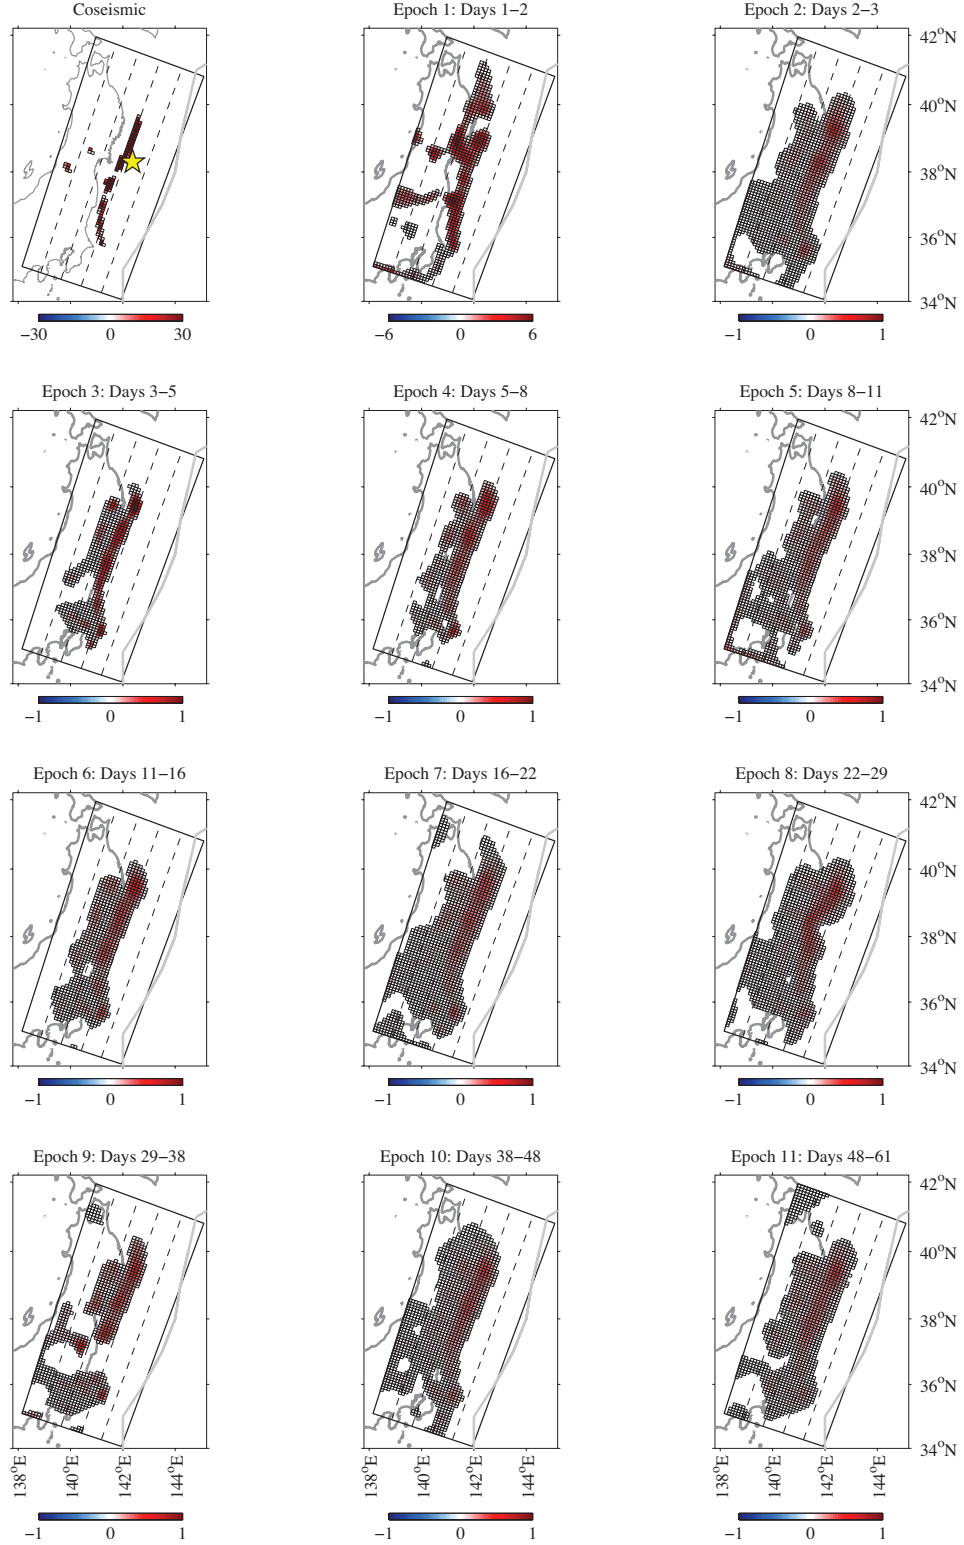 Coseismic Epoch 1: Days 1−2 Epoch 2: Days 2−3
42°N
40°N
38°N
36°N
34°N
−30 0 30 −6 0 6 −1 0 1
Epoch 3: Days 3−5 Epoch 4: Days 5−8 Epoch 5: Days 8−11
42°N
40°N
38°N
36°N
34°N
−1 0 1 −1 0 1 −1 0 1
Epoch 6: Days 11−16 Epoch 7: Days 16−22 Epoch 8: Days 22−29
42°N
40°N
38°N
36°N
34°N
−1 0 1 −1 0 1 −1 0 1
Epoch 9: Days 29−38 Epoch 10: Days 38−48 Epoch 11: Days 48−61
42°N
40°N
38°N
36°N
34°N
138°E 140°E 142°E 144°E 138°E 140°E 142°E 144°E 138°E 140°E 142°E 144°E
−1 0 1 −1 0 1 −1 0 1